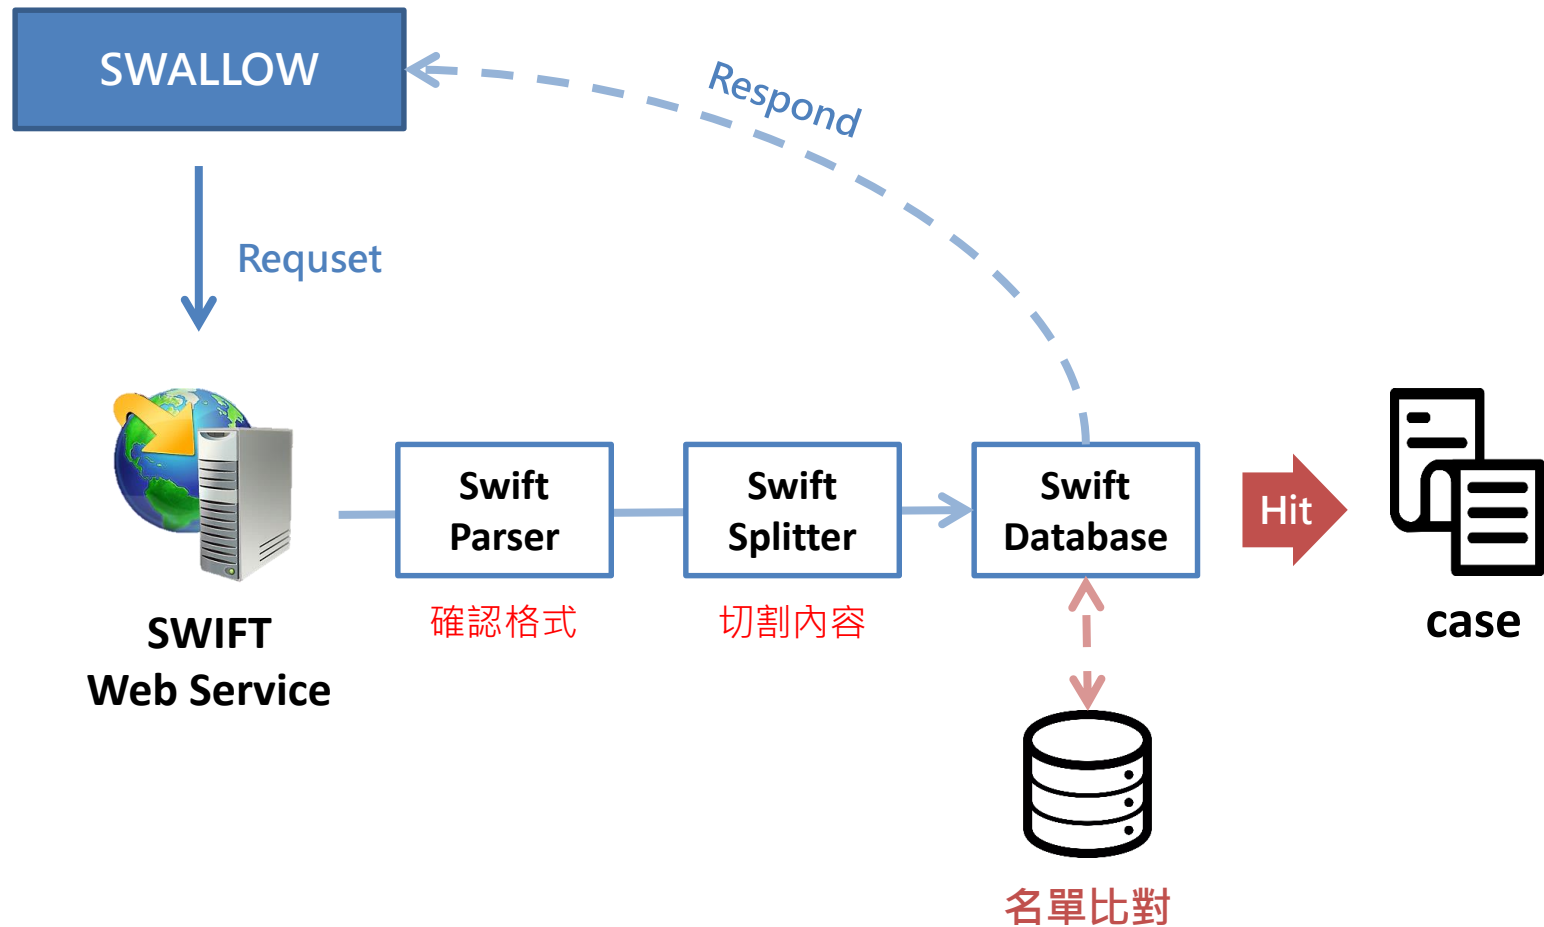 SWALLOW
Respond
Requset
Swift
Parser
Swift
Splitter
Swift
Database
Hit
確認格式
切割內容
SWIFT
Web Service
case
名單比對